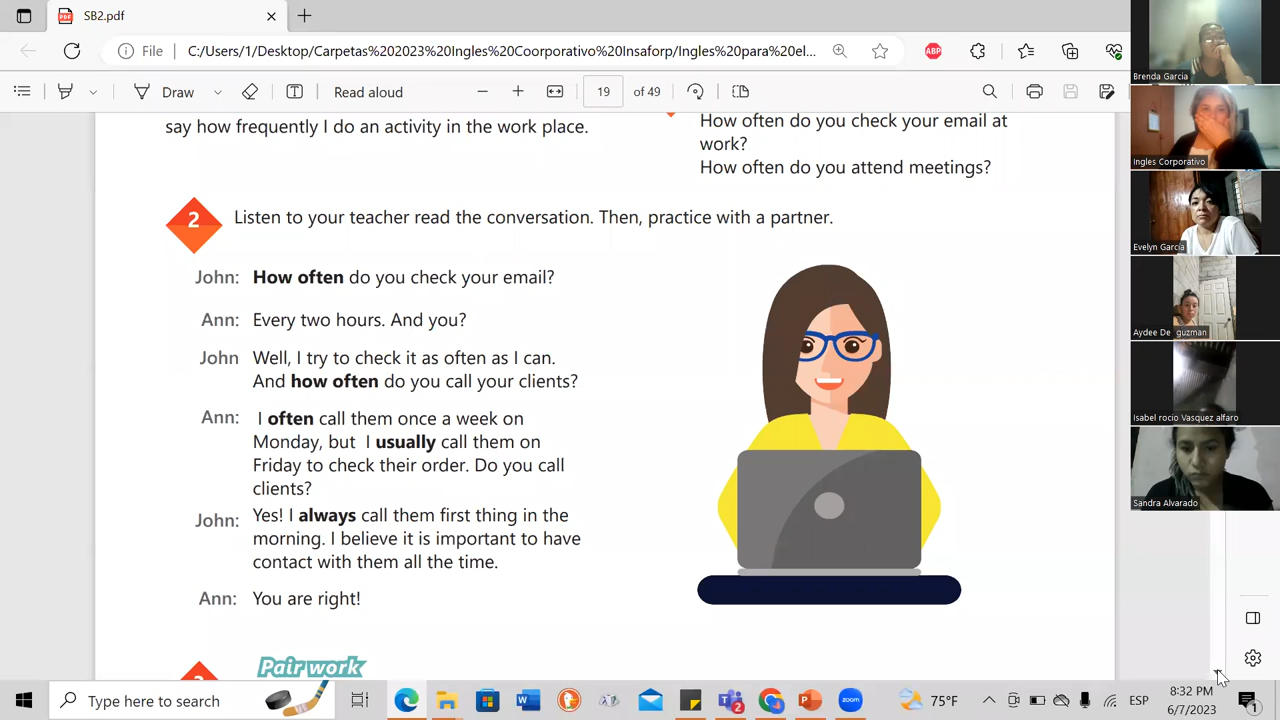 SB2.pdf
File
C:/Users/1/Desktop/Carpetas%202023%20Ingles%20Coorporativo%20Insaforp/Ingles%20para%20el...
ABP
Draw
Read aloud
19
of 49
say how frequently I do an activity in the work place.
How often do you check your email at
work?
How often do you attend meetings?
2
Listen to your teacher read the conversation. Then, practice with a partner.
John: How often do you check your email?
Ann: Every two hours. And you?
John Well, I try to check it as often as I can.
And how often do you call your clients?
Ann: I often call them once a week on
Monday, but I usually call them on
Friday to check their order. Do you call
clients?
John: Yes! I always call them first thing in the
morning. I believe it is important to have
contact with them all the time.
Ann: You are right!
Pair work
Brenda Garcia
Ingles Corporativo
Evelyn García
Aydee De guzman
Isabel rocio Vasquez alfaro
Sandra Alvarado
Type here to search
2
zoom
75°F
ESP
8:32 PM
6/7/2023
1